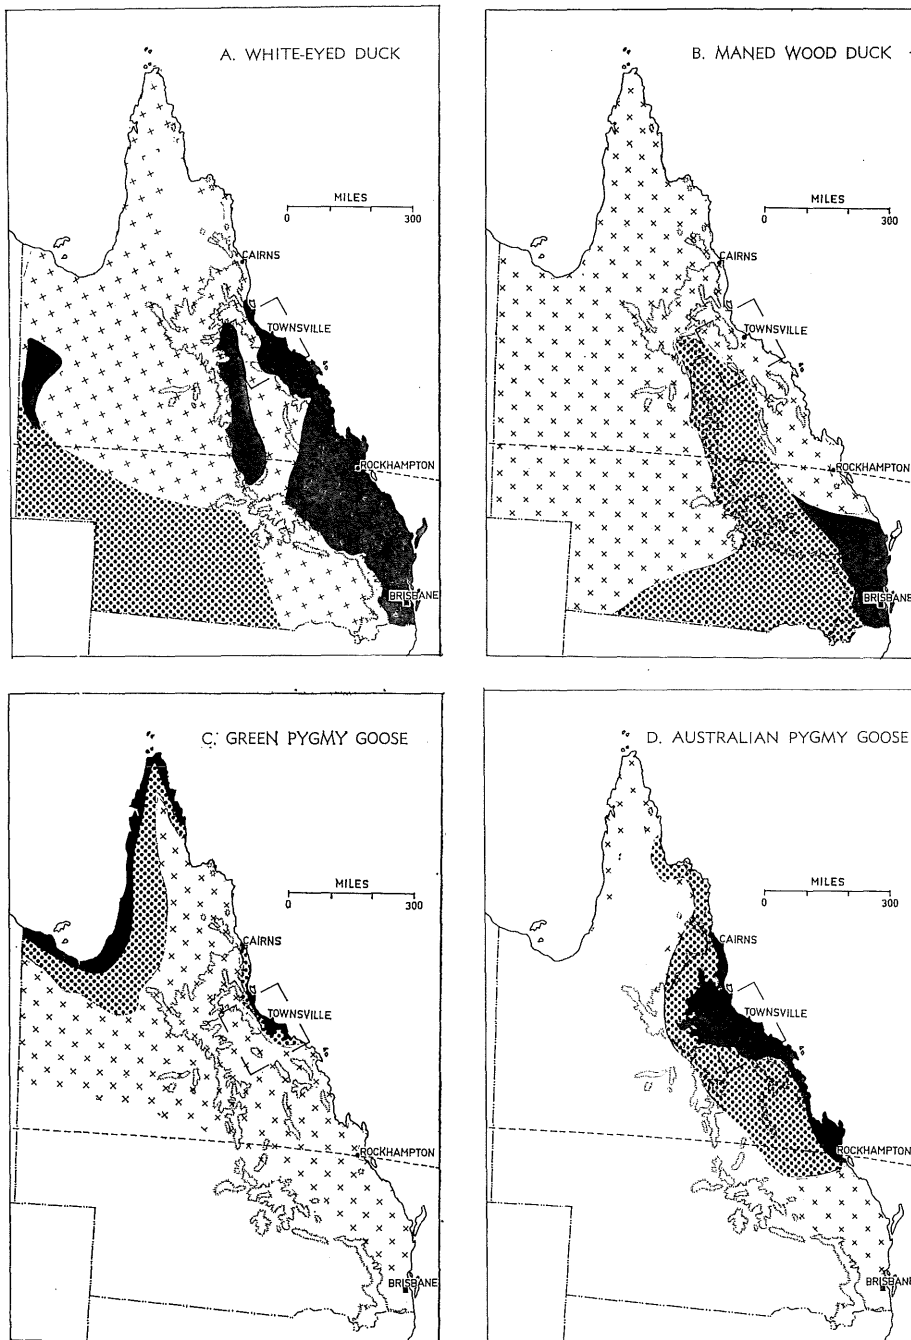 A. WHITE-EYED DUCK
MILES
0 300
CAIRNS
TOWNSVILLE
ROCKHAMPTON
BRISBANE
B. MANED WOOD DUCK
MILES
0 300
CAIRNS
TOWNSVILLE
ROCKHAMPTON
BRISBANE
C. GREEN PYGMY GOOSE
MILES
0 300
CAIRNS
TOWNSVILLE
ROCKHAMPTON
BRISBANE
D. AUSTRALIAN PYGMY GOOSE
MILES
0 300
CAIRNS
TOWNSVILLE
ROCKHAMPTON
BRISBANE